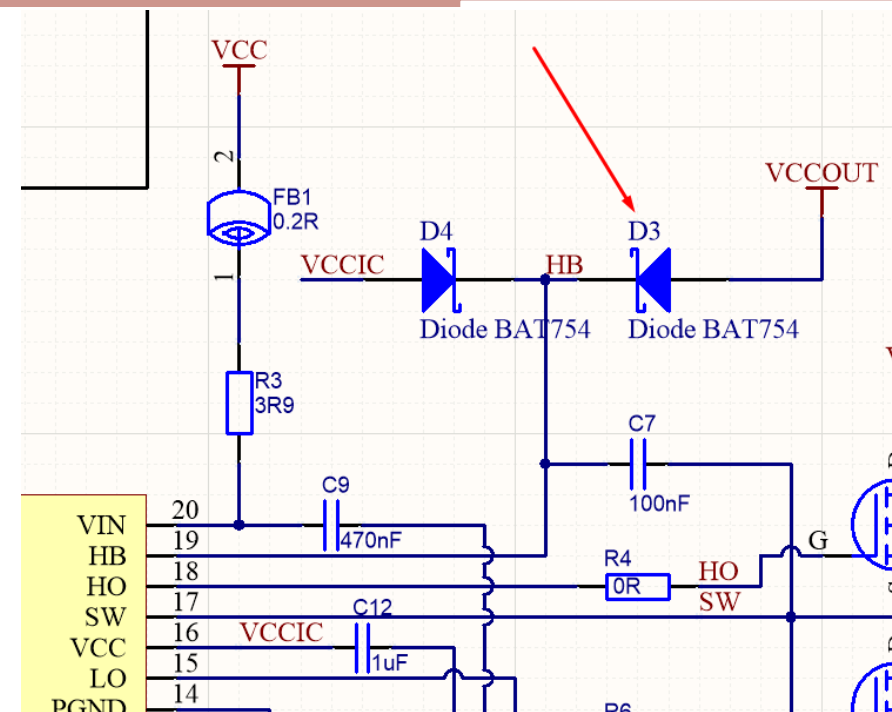 VCC
2
FB1
0.2R
1
VCCIC
D4
Diode BAT754
HB
D3
Diode BAT754
VCCOUT
R3
3R9
C7
100nF
C9
470nF
VIN 20
HB 19
HO 18
SW 17
VCC 16
LO 15
PGND 14
R4
0R
HO
SW
G
VCCIC
C12
1uF
R6